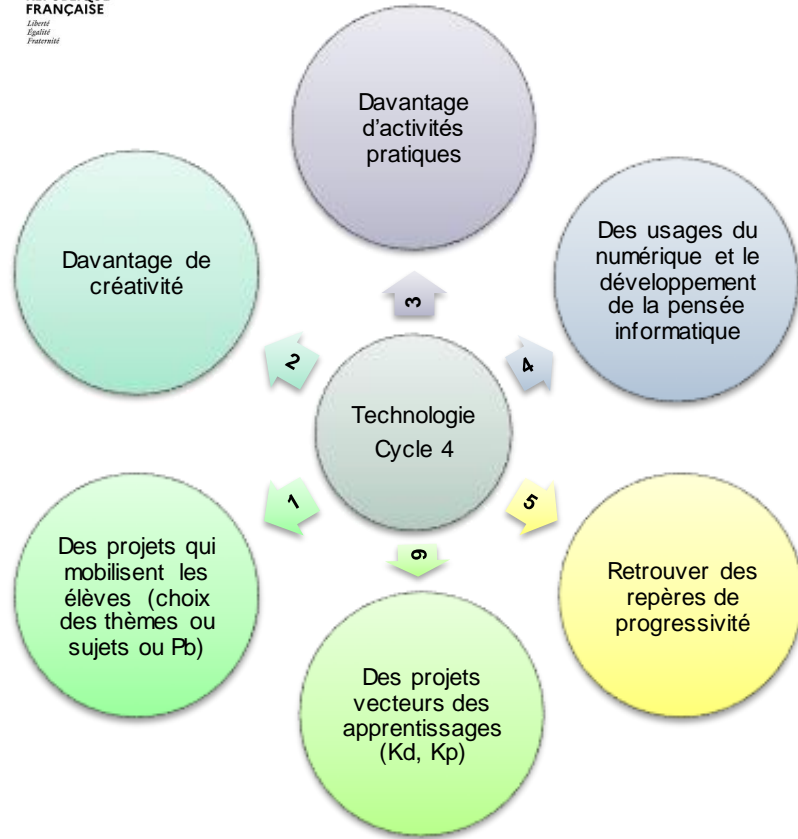 FRANÇAISE
Liberté
Égalité
Fraternité
Davantage
d'activités
pratiques
Davantage de
créativité
Des usages du
numérique et le
développement
de la pensée
informatique
3
2
4
Technologie
Cycle 4
1
5
6
Des projets qui
mobilisent les
élèves (choix
des thèmes ou
sujets ou Pb)
Retrouver des
repères de
progressivité
Des projets
vecteurs des
apprentissages
(Kd, Kp)